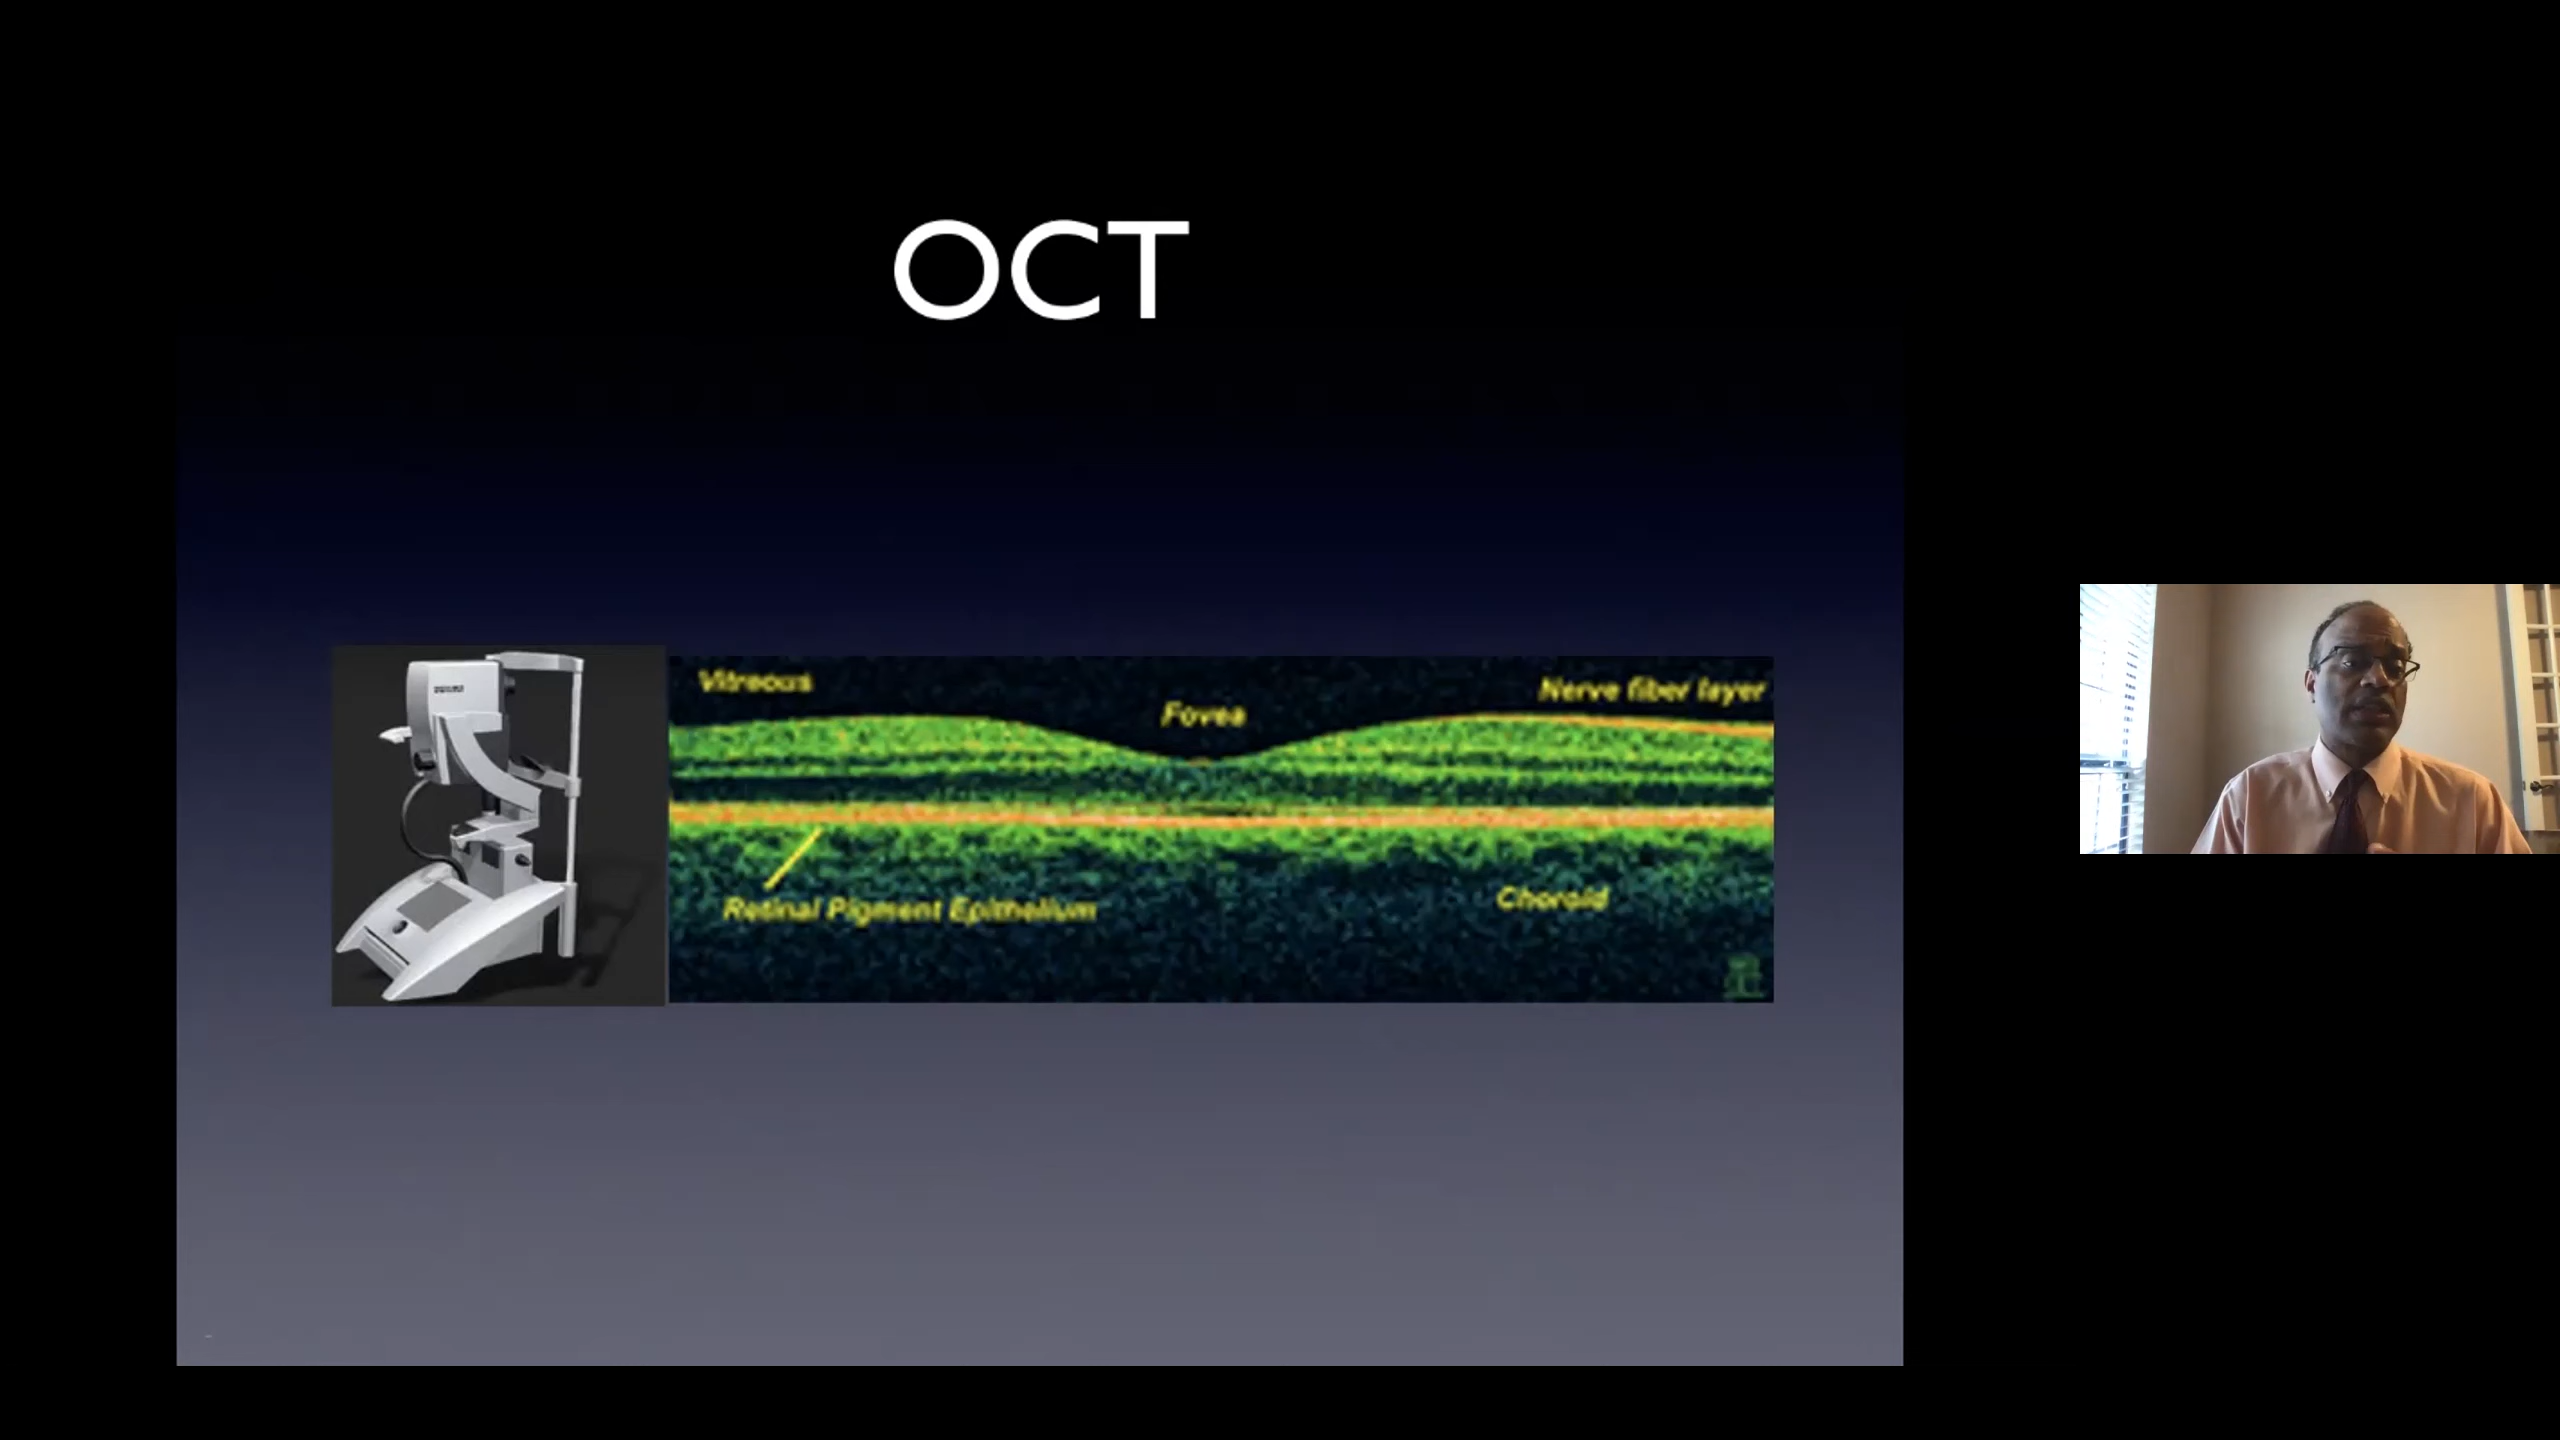 OCT
Vitreous
Fovea
Nerve fiber layer
Retinal Pigment Epithelium
Choroid